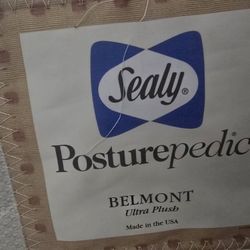 Sealy®
Posturepedic
BELMONT
Ultra Plush
Made in the USA